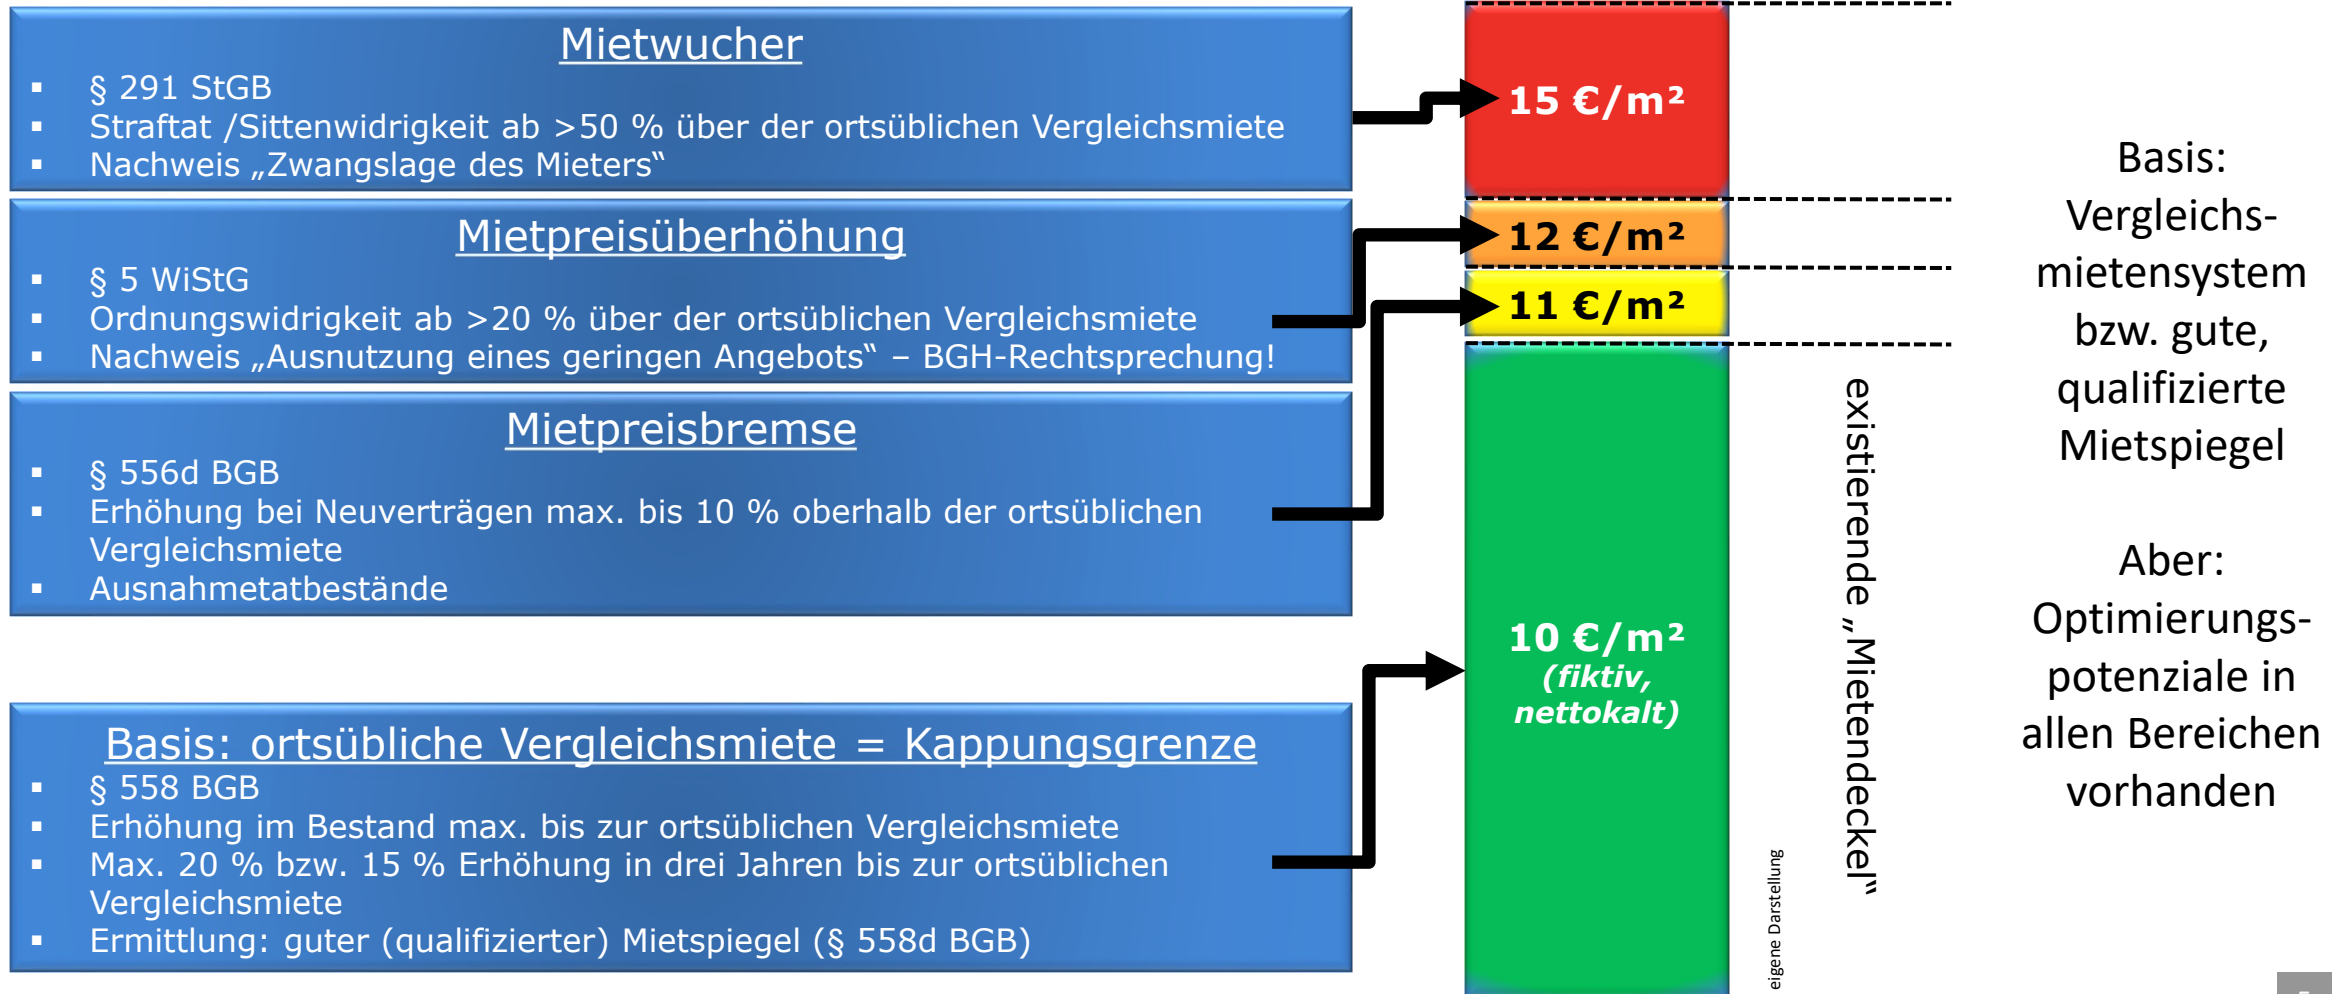 Mietwucher
▪ § 291 StGB
▪ Straftat /Sittenwidrigkeit ab >50 % über der ortsüblichen Vergleichsmiete
▪ Nachweis „Zwangslage des Mieters“
Mietpreisüberhöhung
▪ § 5 WiStG
▪ Ordnungswidrigkeit ab >20 % über der ortsüblichen Vergleichsmiete
▪ Nachweis „Ausnutzung eines geringen Angebots“ – BGH-Rechtsprechung!
Mietpreisbremse
▪ § 556d BGB
▪ Erhöhung bei Neuverträgen max. bis 10 % oberhalb der ortsüblichen
Vergleichsmiete
▪ Ausnahmetatbestände
Basis: ortsübliche Vergleichsmiete = Kappungsgrenze
▪ § 558 BGB
▪ Erhöhung im Bestand max. bis zur ortsüblichen Vergleichsmiete
▪ Max. 20 % bzw. 15 % Erhöhung in drei Jahren bis zur ortsüblichen
Vergleichsmiete
▪ Ermittlung: guter (qualifizierter) Mietspiegel (§ 558d BGB)
15 €/m²
12 €/m²
11 €/m²
10 €/m²
(fiktiv,
nettokalt)
eigene Darstellung
existierende „Mietendeckel“
Basis:
Vergleichs-
mietensystem
bzw. gute,
qualifizierte
Mietspiegel
Aber:
Optimierungs-
potenziale in
allen Bereichen
vorhanden